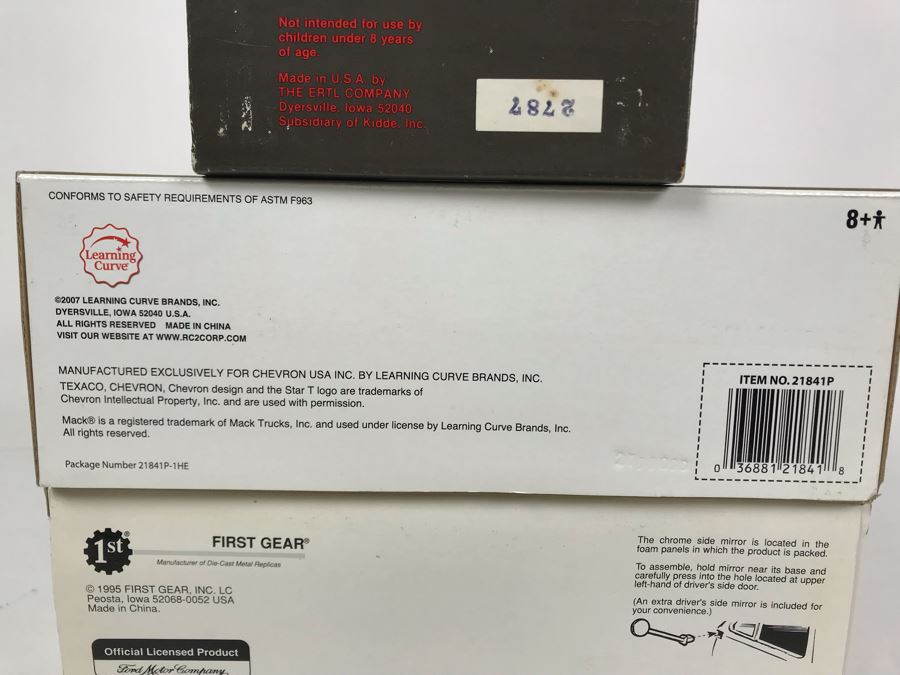 Not intended for use by
children under 8 years
of age.
Made in U.S.A. by
THE ERTL COMPANY
Dyersville, Iowa 52040
Subsidiary of Kidde, Inc.
2787
CONFORMS TO SAFETY REQUIREMENTS OF ASTM F963
8+
Learning
Curve
©2007 LEARNING CURVE BRANDS, INC.
DYERSVILLE, IOWA 52040 U.S.A.
ALL RIGHTS RESERVED MADE IN CHINA
VISIT OUR WEBSITE AT WWW.RC2CORP.COM
MANUFACTURED EXCLUSIVELY FOR CHEVRON USA INC. BY LEARNING CURVE BRANDS, INC.
TEXACO, CHEVRON, Chevron design and the Star T logo are trademarks of
Chevron Intellectual Property, Inc. and are used with permission.
Mack® is a registered trademark of Mack Trucks, Inc. and used under license by Learning Curve Brands, Inc.
All rights reserved.
Package Number 21841P-1HE
ITEM NO. 21841P
0 36881 21841 8
1st®
FIRST GEAR®
Manufacturer of Die-Cast Metal Replicas
© 1995 FIRST GEAR, INC. LC
Peosta, Iowa 52068-0052 USA
Made in China.
Official Licensed Product
Ford Motor Company
The chrome side mirror is located in the
foam panels in which the product is packed.
To assemble, hold mirror near its base and
carefully press into the hole located at upper
left-hand of driver's side door.
(An extra driver's side mirror is included for
your convenience.)